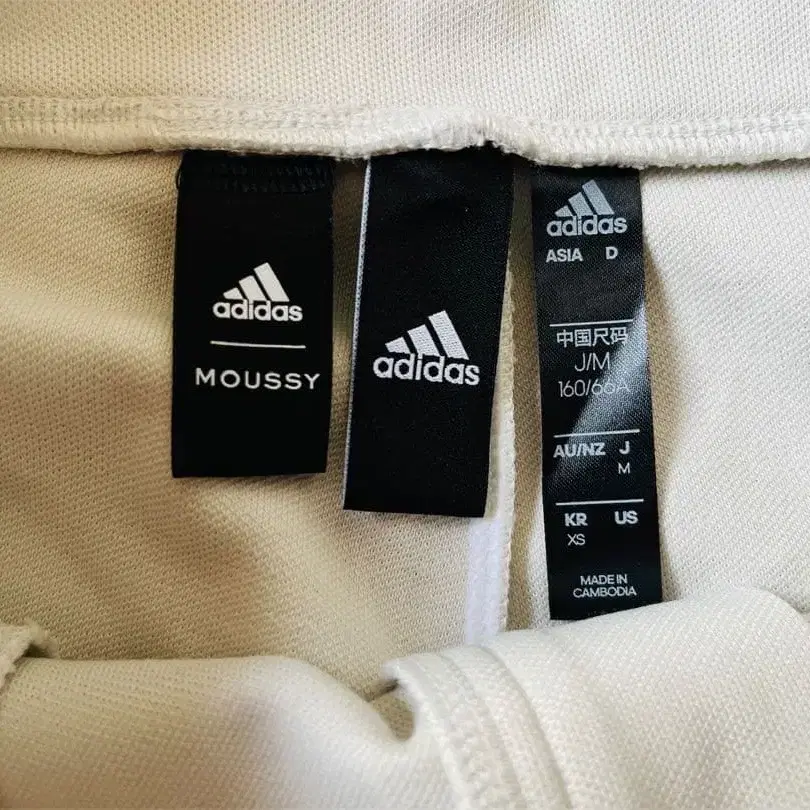 adidas
MOUSSY
adidas
adidas
ASIA D
中国尺码
J/M
160/66A
AU/NZ J
M
KR US
XS
MADE IN
CAMBODIA